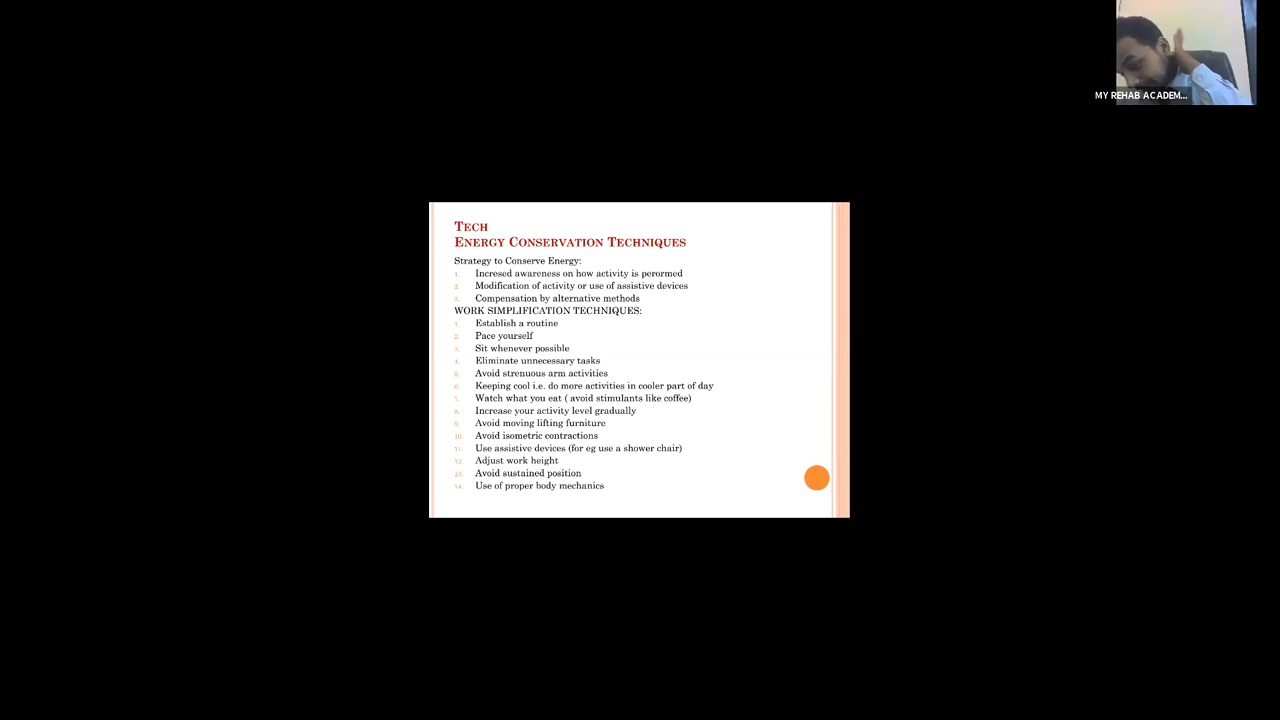 MY REHAB ACADEM...
TECH
ENERGY CONSERVATION TECHNIQUES
Strategy to Conserve Energy:
1. Incresed awareness on how activity is perormed
2. Modification of activity or use of assistive devices
3. Compensation by alternative methods
WORK SIMPLIFICATION TECHNIQUES:
1. Establish a routine
2. Pace yourself
3. Sit whenever possible
4. Eliminate unnecessary tasks
5. Avoid strenuous arm activities
6. Keeping cool i.e. do more activities in cooler part of day
7. Watch what you eat ( avoid stimulants like coffee)
8. Increase your activity level gradually
9. Avoid moving lifting furniture
10. Avoid isometric contractions
11. Use assistive devices (for eg use a shower chair)
12. Adjust work height
13. Avoid sustained position
14. Use of proper body mechanics